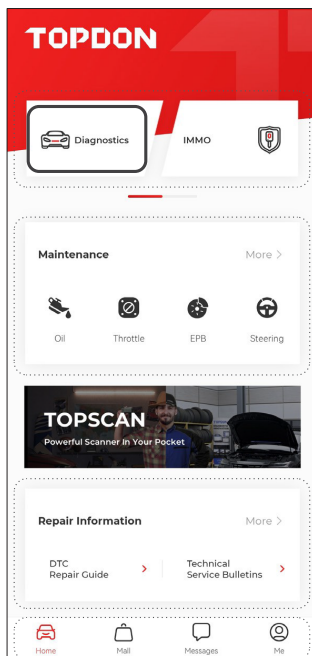 TOPDON
Diagnostics
IMMO
Maintenance
More >
Oil
Throttle
EPB
Steering
TOPSCAN
Powerful Scanner In Your Pocket
Repair Information
More >
DTC
Repair Guide
Technical
Service Bulletins
Home
Mall
Messages
Me